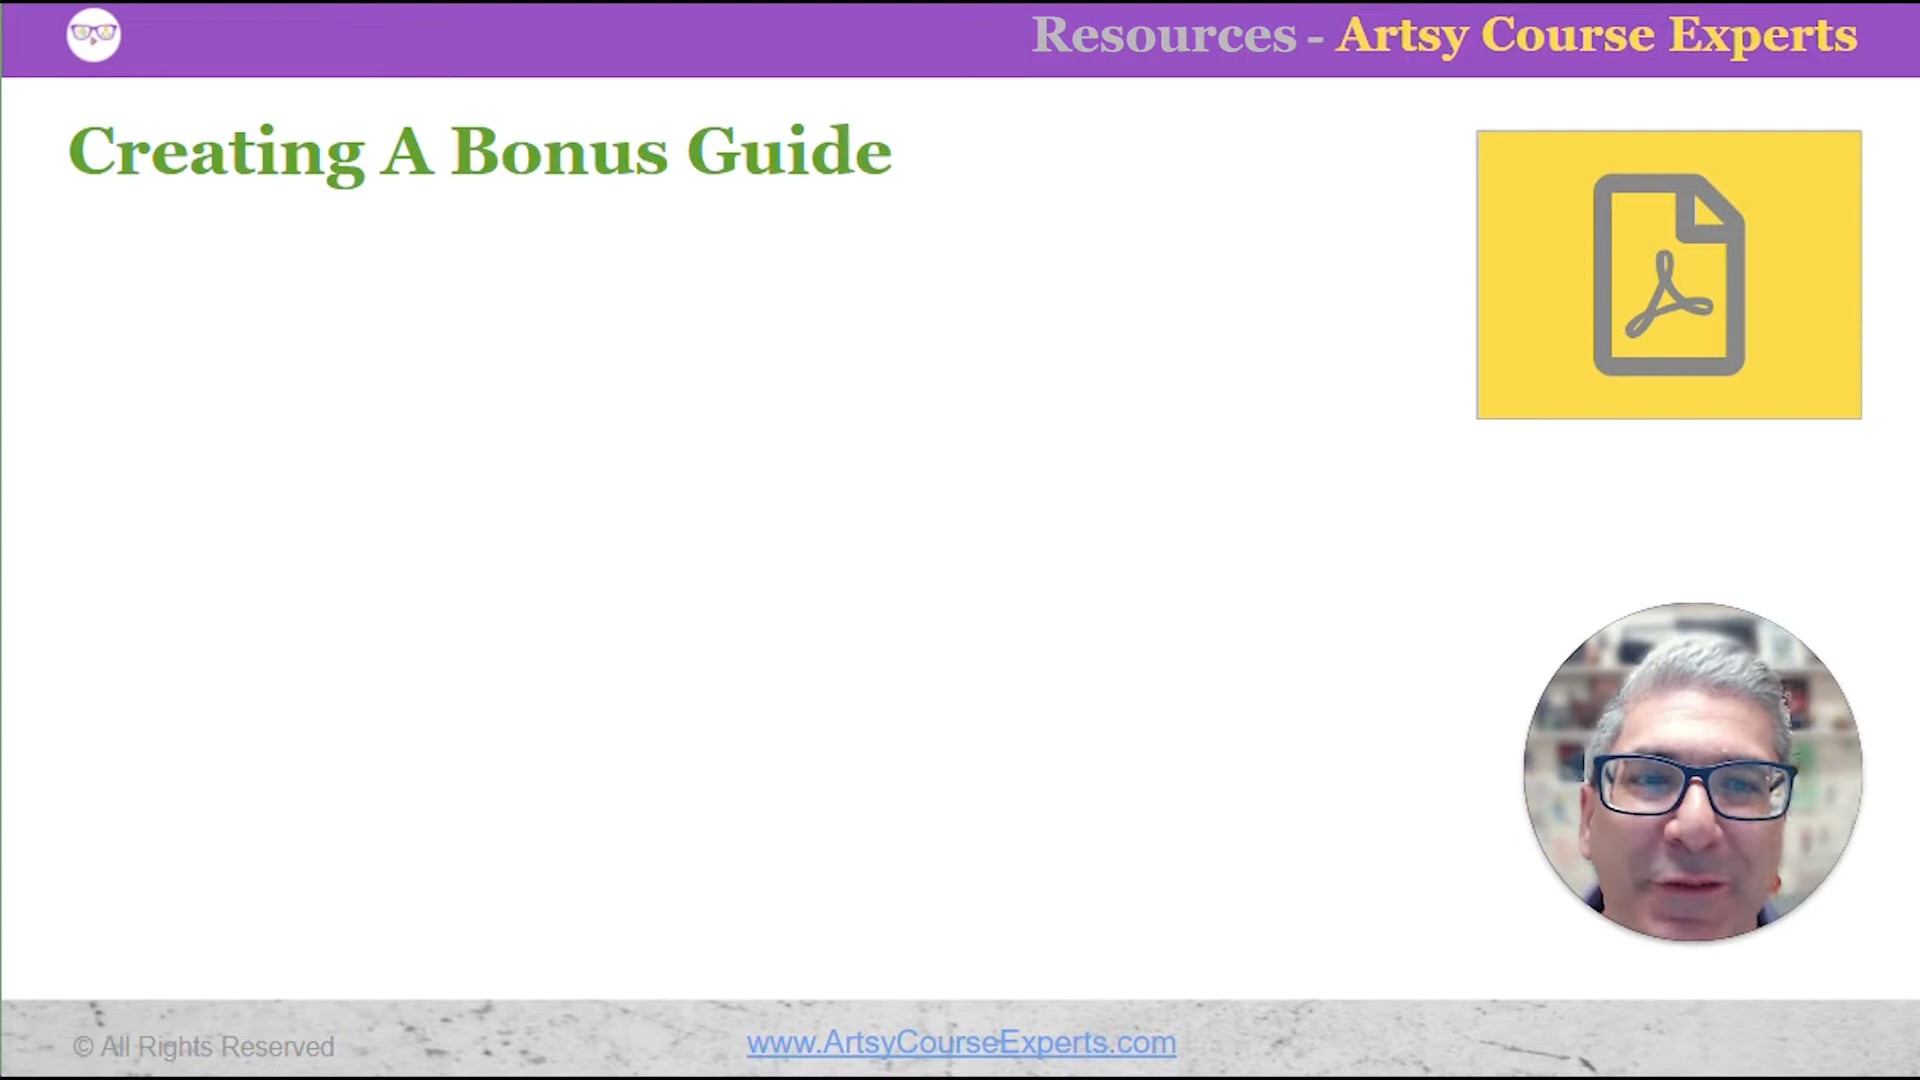 Resources - Artsy Course Experts
Creating A Bonus Guide
© All Rights Reserved
www.ArtsyCourseExperts.com